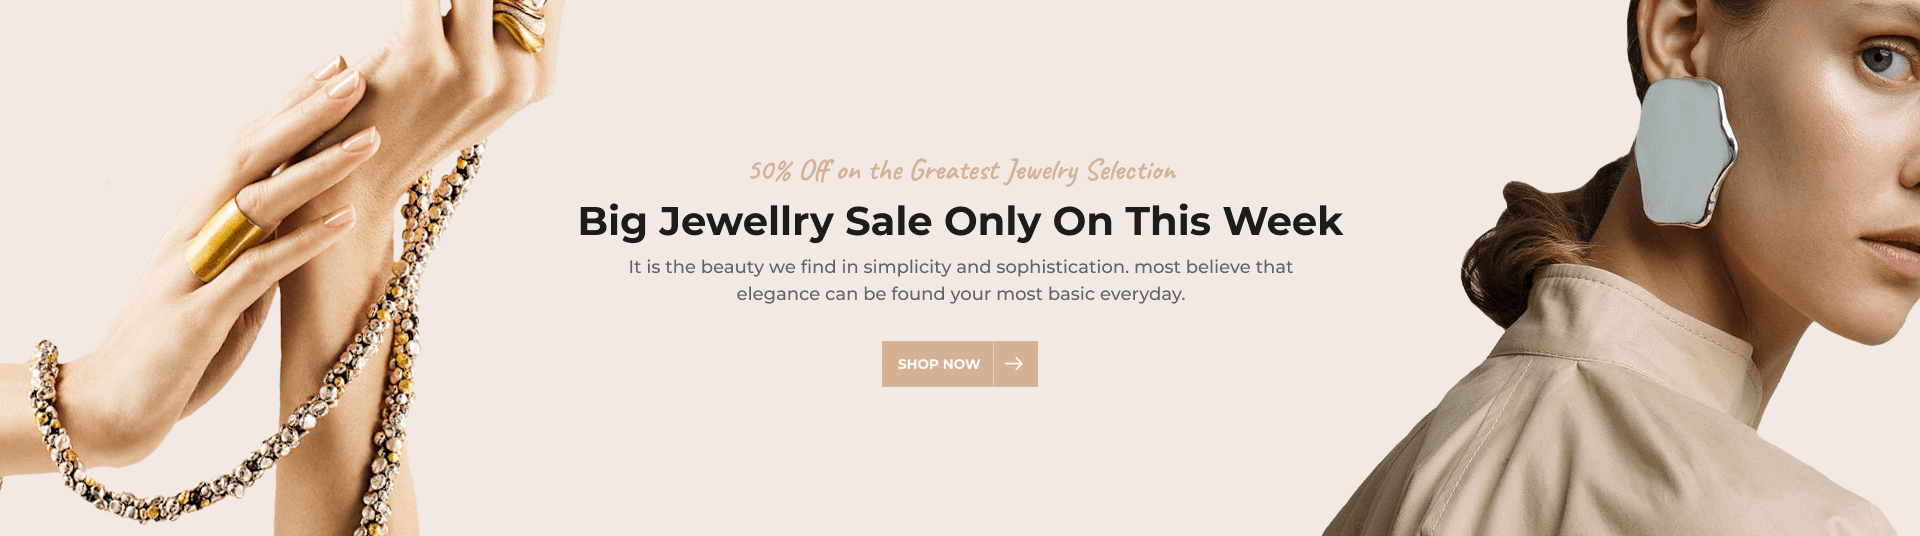 50% Off on the Greatest Jewelry Selection
Big Jewellry Sale Only On This Week
It is the beauty we find in simplicity and sophistication. most believe that
elegance can be found your most basic everyday.
SHOP NOW